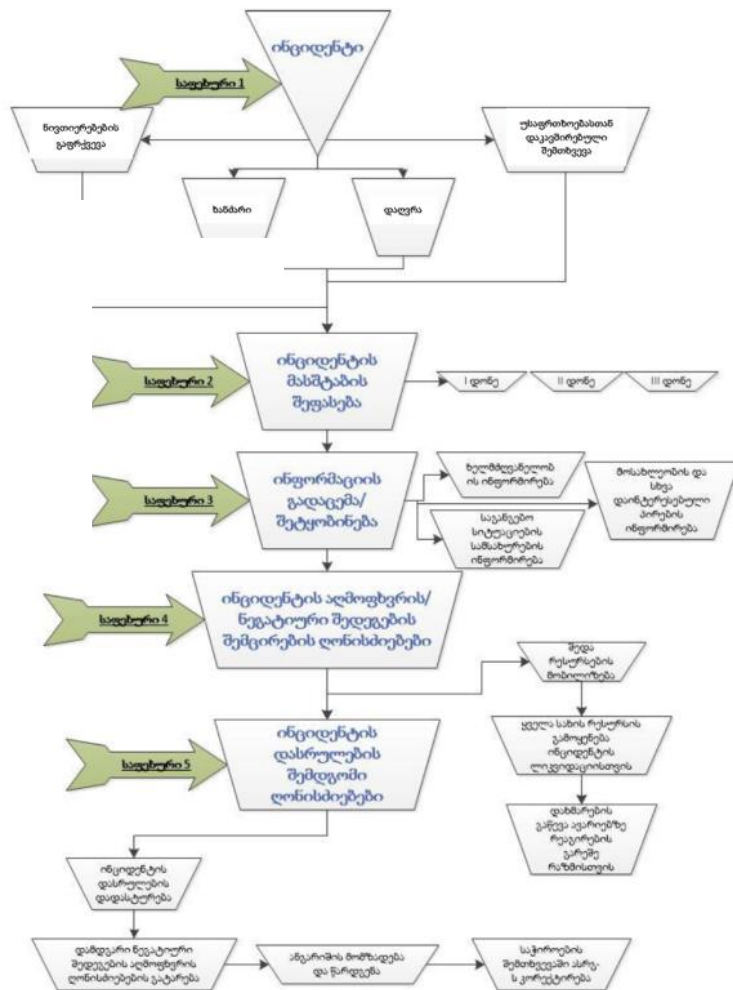 ინციდენტი
საფეხური 1
ნივთიერებების
გაფრქვევა
უსაფრთხოებასთან
დაკავშირებული
შემთხვევა
ხანძარი
დაღვრა
საფეხური 2
ინციდენტის
მასშტაბის
შეფასება
I დონე
II დონე
III დონე
საფეხური 3
ინფორმაციის
გადაცემა/
შეტყობინება
ხელმძღვანელობ
ის ინფორმირება
საგანგებო
სიტუაციების
სამსახურების
ინფორმირება
მოსახლეობის და
სხვა
დაინტერესებული
პირების
ინფორმირება
საფეხური 4
ინციდენტის აღმოფხვრის/
ნეგატიური შედეგების
შემცირების ღონისძიებები
შედა
რესურსების
მობილიზება
ყველა სახის რესურსის
გამოყენება
ინციდენტის
ლიკვიდაციისთვის
დახმარების
გაწევა ავარიებზე
რეაგირების
გარეშე
რაზმისთვის
საფეხური 5
ინციდენტის
დასრულების
შემდგომი
ღონისძიებები
ინციდენტის
დასრულების
დადასტურება
დამდგარი ნეგატიური
შედეგების აღმოფხვრის
ღონისძიებების გატარება
ანგარიშის მომზადება
და წარდგენა
საჭიროების
შემთხვევაში ასრგ-
ს კორექტირება